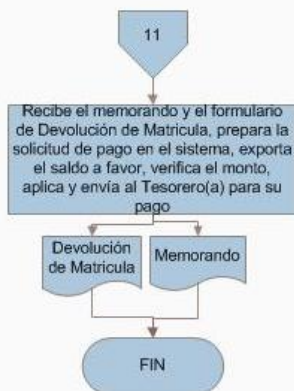 11
Recibe el memorando y el formulario
de Devolución de Matricula, prepara la
solicitud de pago en el sistema, exporta
el saldo a favor, verifica el monto,
aplica y envía al Tesorero(a) para su
pago
Devolución
de Matricula
Memorando
FIN